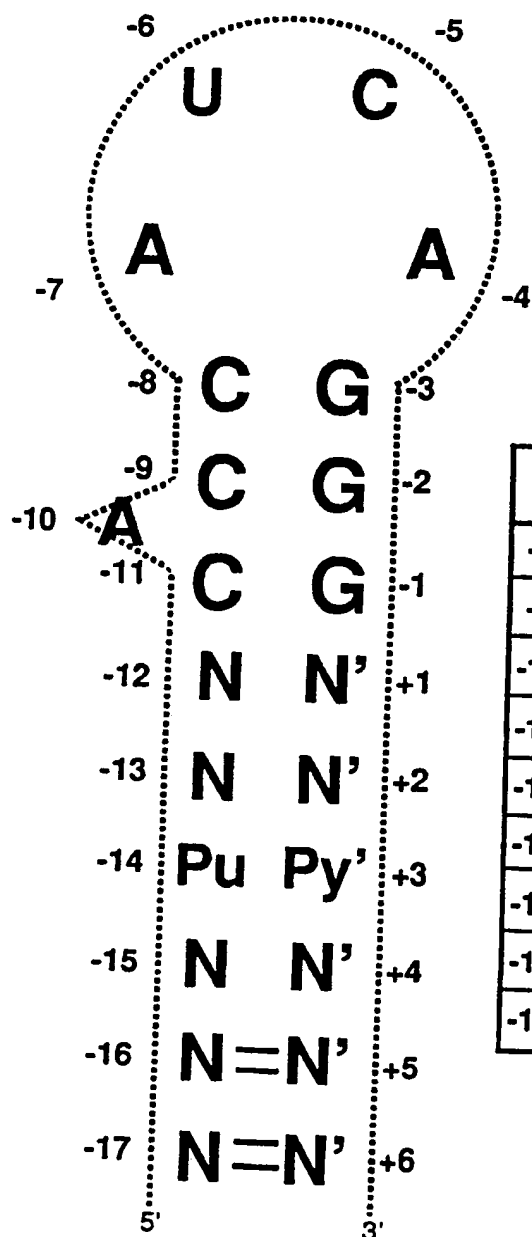 -6 -5
U C
A A
-7 -4
-8 C G -3
-9 C G -2
-10 A
-11 C G -1
-12 N N’ +1
-13 N N’ +2
-14 Pu Py’ +3
-15 N N’ +4
-16 N N’ +5
-17 N N’ +6
5' 3'